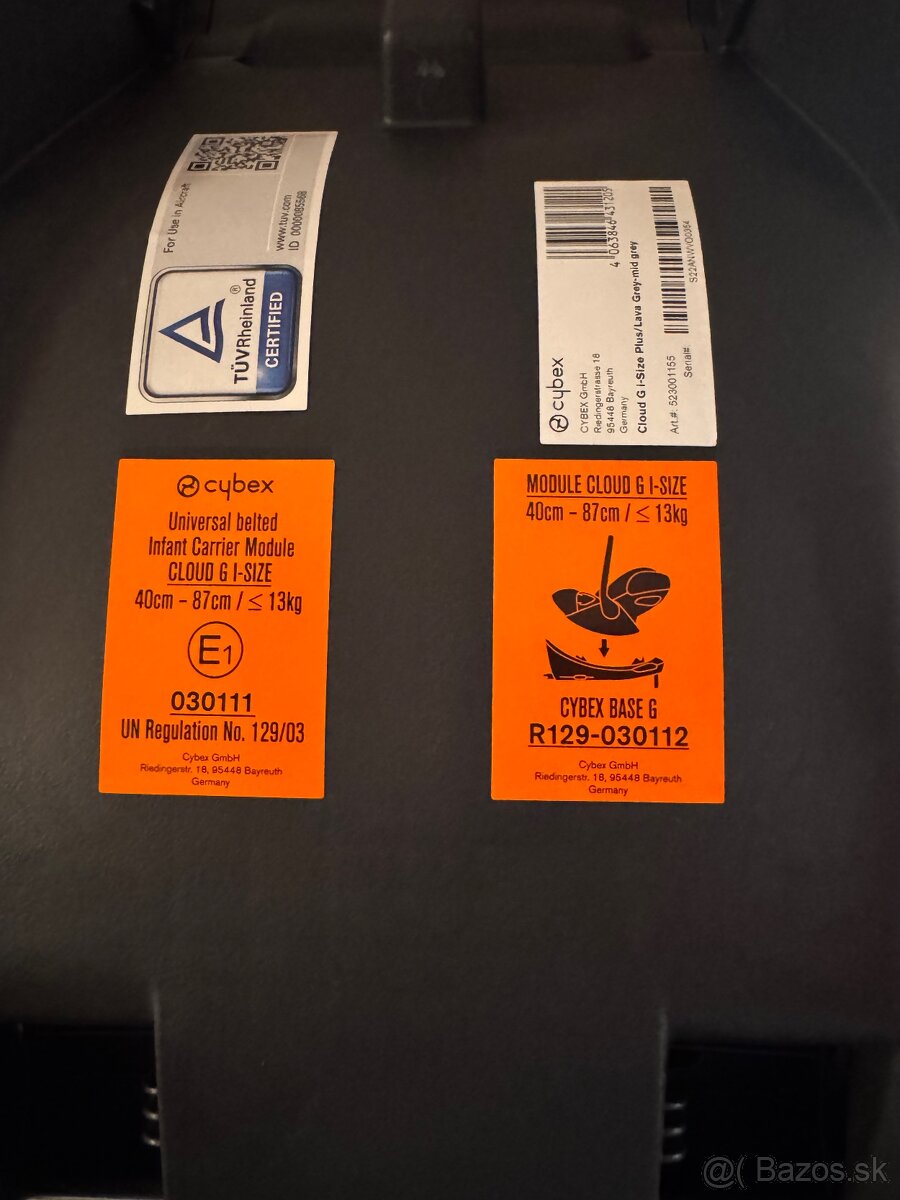 For Use in Aircraft
www.tuv.com
ID 0000085568
TÜVRheinland®
CERTIFIED
4 063846 431205
cybex
CYBEX GmbH
Riedingerstrasse 18
95448 Bayreuth
Germany
Cloud G I-Size Plus/Lava Grey-mid grey
Art.#: 523001155
Serial#:
cybex
Universal belted
Infant Carrier Module
CLOUD G I-SIZE
40cm – 87cm / ≤ 13kg
E1
030111
UN Regulation No. 129/03
Cybex GmbH
Riedingerstr. 18, 95448 Bayreuth
Germany
MODULE CLOUD G I-SIZE
40cm – 87cm / ≤ 13kg
CYBEX BASE G
R129-030112
Cybex GmbH
Riedingerstr. 18, 95448 Bayreuth
Germany
@( Bazos.sk